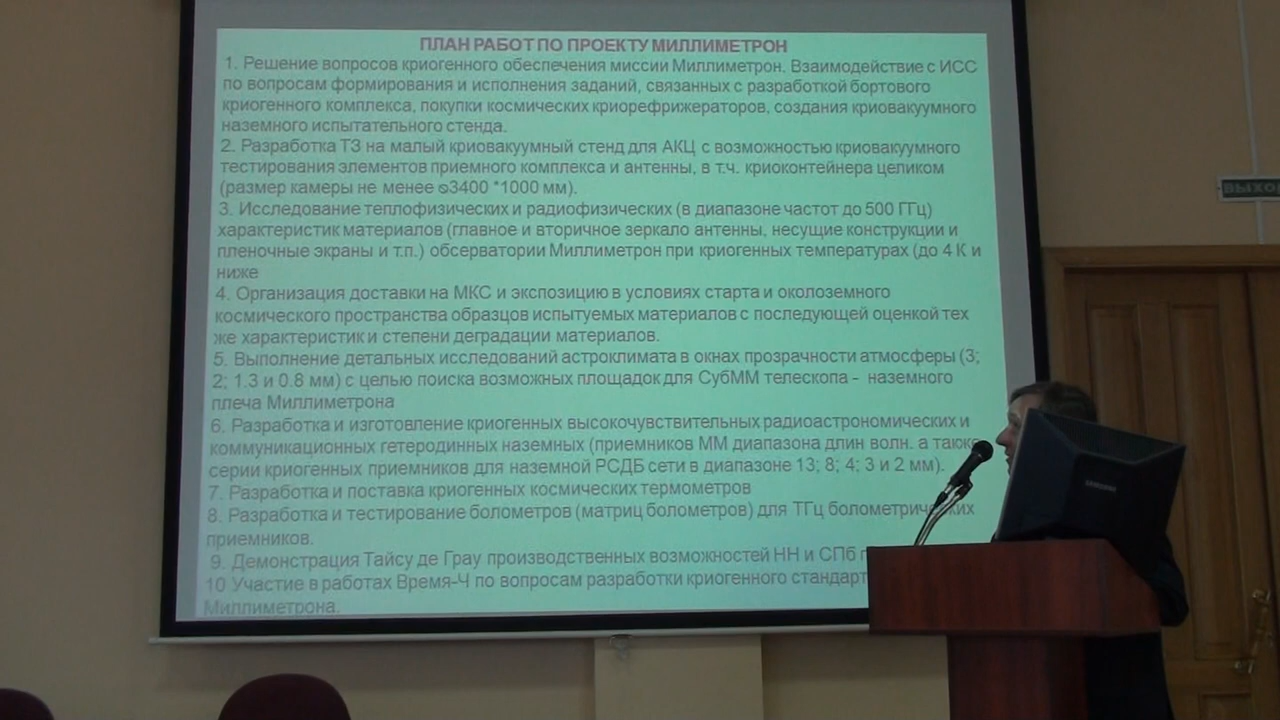 ПЛАН РАБОТ ПО ПРОЕКТУ МИЛЛИМЕТРОН
1. Решение вопросов криогенного обеспечения миссии Миллиметрон. Взаимодействие с ИСС
по вопросам формирования и исполнения заданий, связанных с разработкой бортового
криогенного комплекса, покупки космических криорефрижераторов, создания криовакуумного
наземного испытательного стенда.
2. Разработка ТЗ на малый криовакуумный стенд для АКЦ с возможностью криовакуумного
тестирования элементов приемного комплекса и антенны, в т.ч. криоконтейнера целиком
(размер камеры не менее ⌀3400 *1000 мм).
3. Исследование теплофизических и радиофизических (в диапазоне частот до 500 ГГц)
характеристик материалов (главное и вторичное зеркало антенны, несущие конструкции и
пленочные экраны и т.п.) обсерватории Миллиметрон при криогенных температурах (до 4 К и
ниже
4. Организация доставки на МКС и экспозицию в условиях старта и околоземного
космического пространства образцов испытуемых материалов с последующей оценкой тех
же характеристик и степени деградации материалов.
5. Выполнение детальных исследований астроклимата в окнах прозрачности атмосферы (3;
2; 1.3 и 0.8 мм) с целью поиска возможных площадок для СубММ телескопа - наземного
плеча Миллиметрона
6. Разработка и изготовление криогенных высокочувствительных радиоастрономических и
коммуникационных гетеродинных наземных (приемников ММ диапазона длин волн. а также
серии криогенных приемников для наземной РСДБ сети в диапазоне 13; 8; 4; 3 и 2 мм).
7. Разработка и поставка криогенных космических термометров
8. Разработка и тестирование болометров (матриц болометров) для ТГц болометрических
приемников.
9. Демонстрация Тайсу де Грау производственных возможностей НН и СПб
10 Участие в работах Время-Ч по вопросам разработки криогенного стандарт
Миллиметрона.
ВЫХО
SAMSUNG